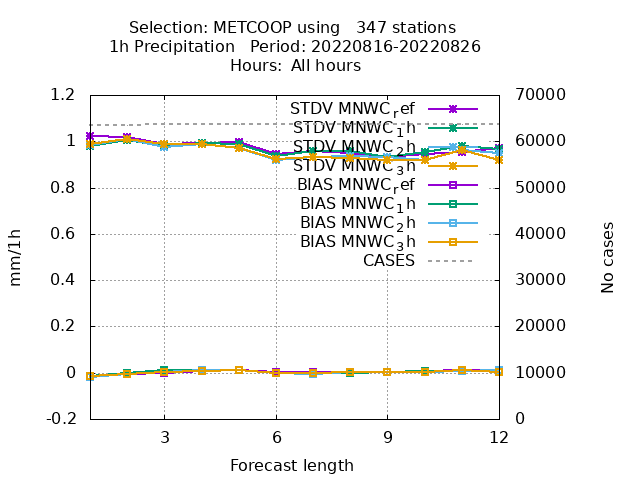 Selection: METCOOP using   347 stations
1h Precipitation   Period: 20220816-20220826
Hours:  All hours
1.2
1
0.8
0.6
0.4
0.2
0
-0.2
mm/1h
70000
60000
50000
40000
30000
20000
10000
0
No cases
STDV MNWC_ref
STDV MNWC_1h
STDV MNWC_2h
STDV MNWC_3h
BIAS MNWC_ref
BIAS MNWC_1h
BIAS MNWC_2h
BIAS MNWC_3h
CASES
3 6 9 12
Forecast length